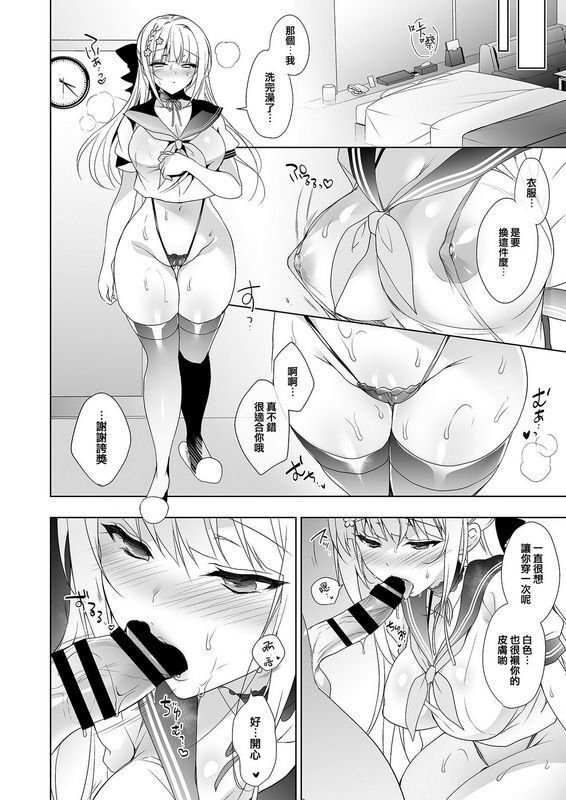 那個…我
洗完澡了…
衣服…
是要
換這件麼…
啊啊…
真不錯
很適合你哦
…
謝謝誇獎
一直很想
讓你穿一次呢
白色…
也很襯你的
皮膚喲
嗯♡
好…開心
♡